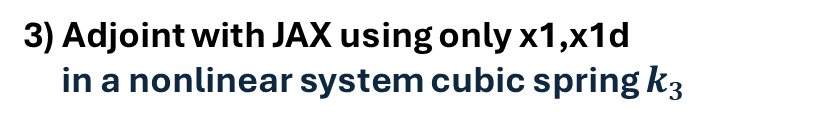 3) Adjoint with JAX using only x1,x1d
in a nonlinear system cubic spring k₃